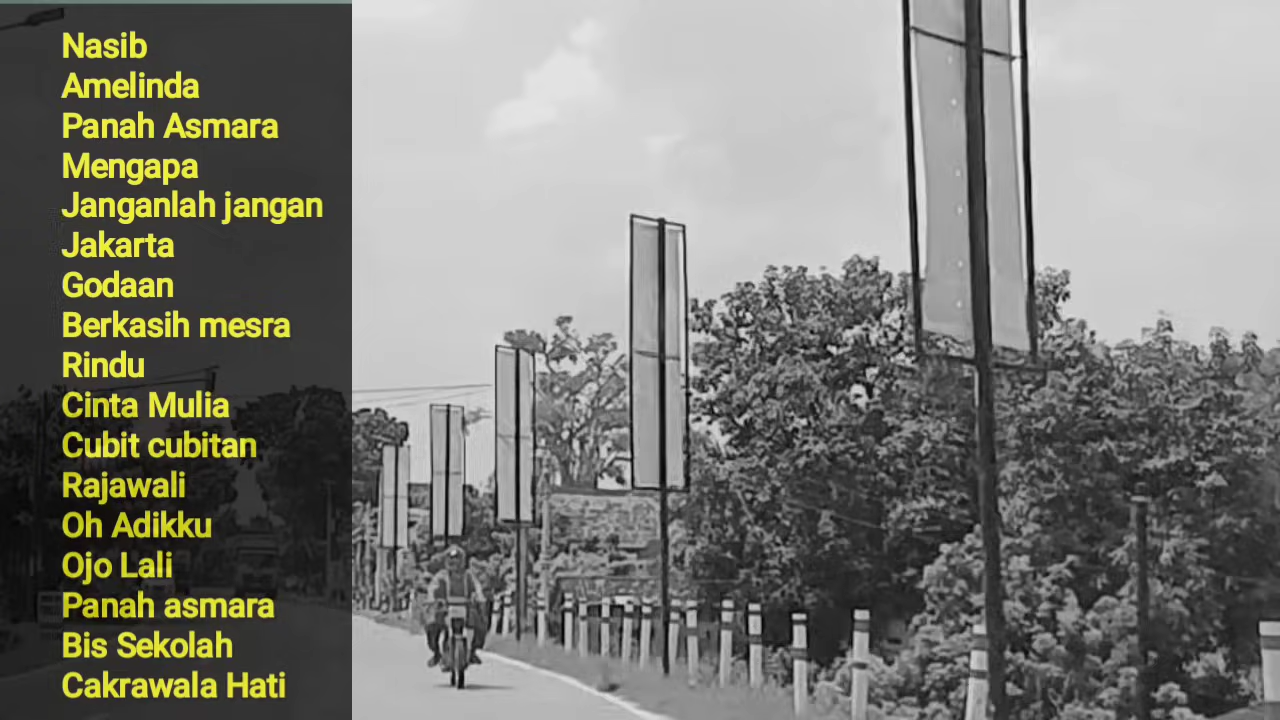 Nasib
Amelinda
Panah Asmara
Mengapa
Janganlah jangan
Jakarta
Godaan
Berkasih mesra
Rindu
Cinta Mulia
Cubit cubitan
Rajawali
Oh Adikku
Ojo Lali
Panah asmara
Bis Sekolah
Cakrawala Hati